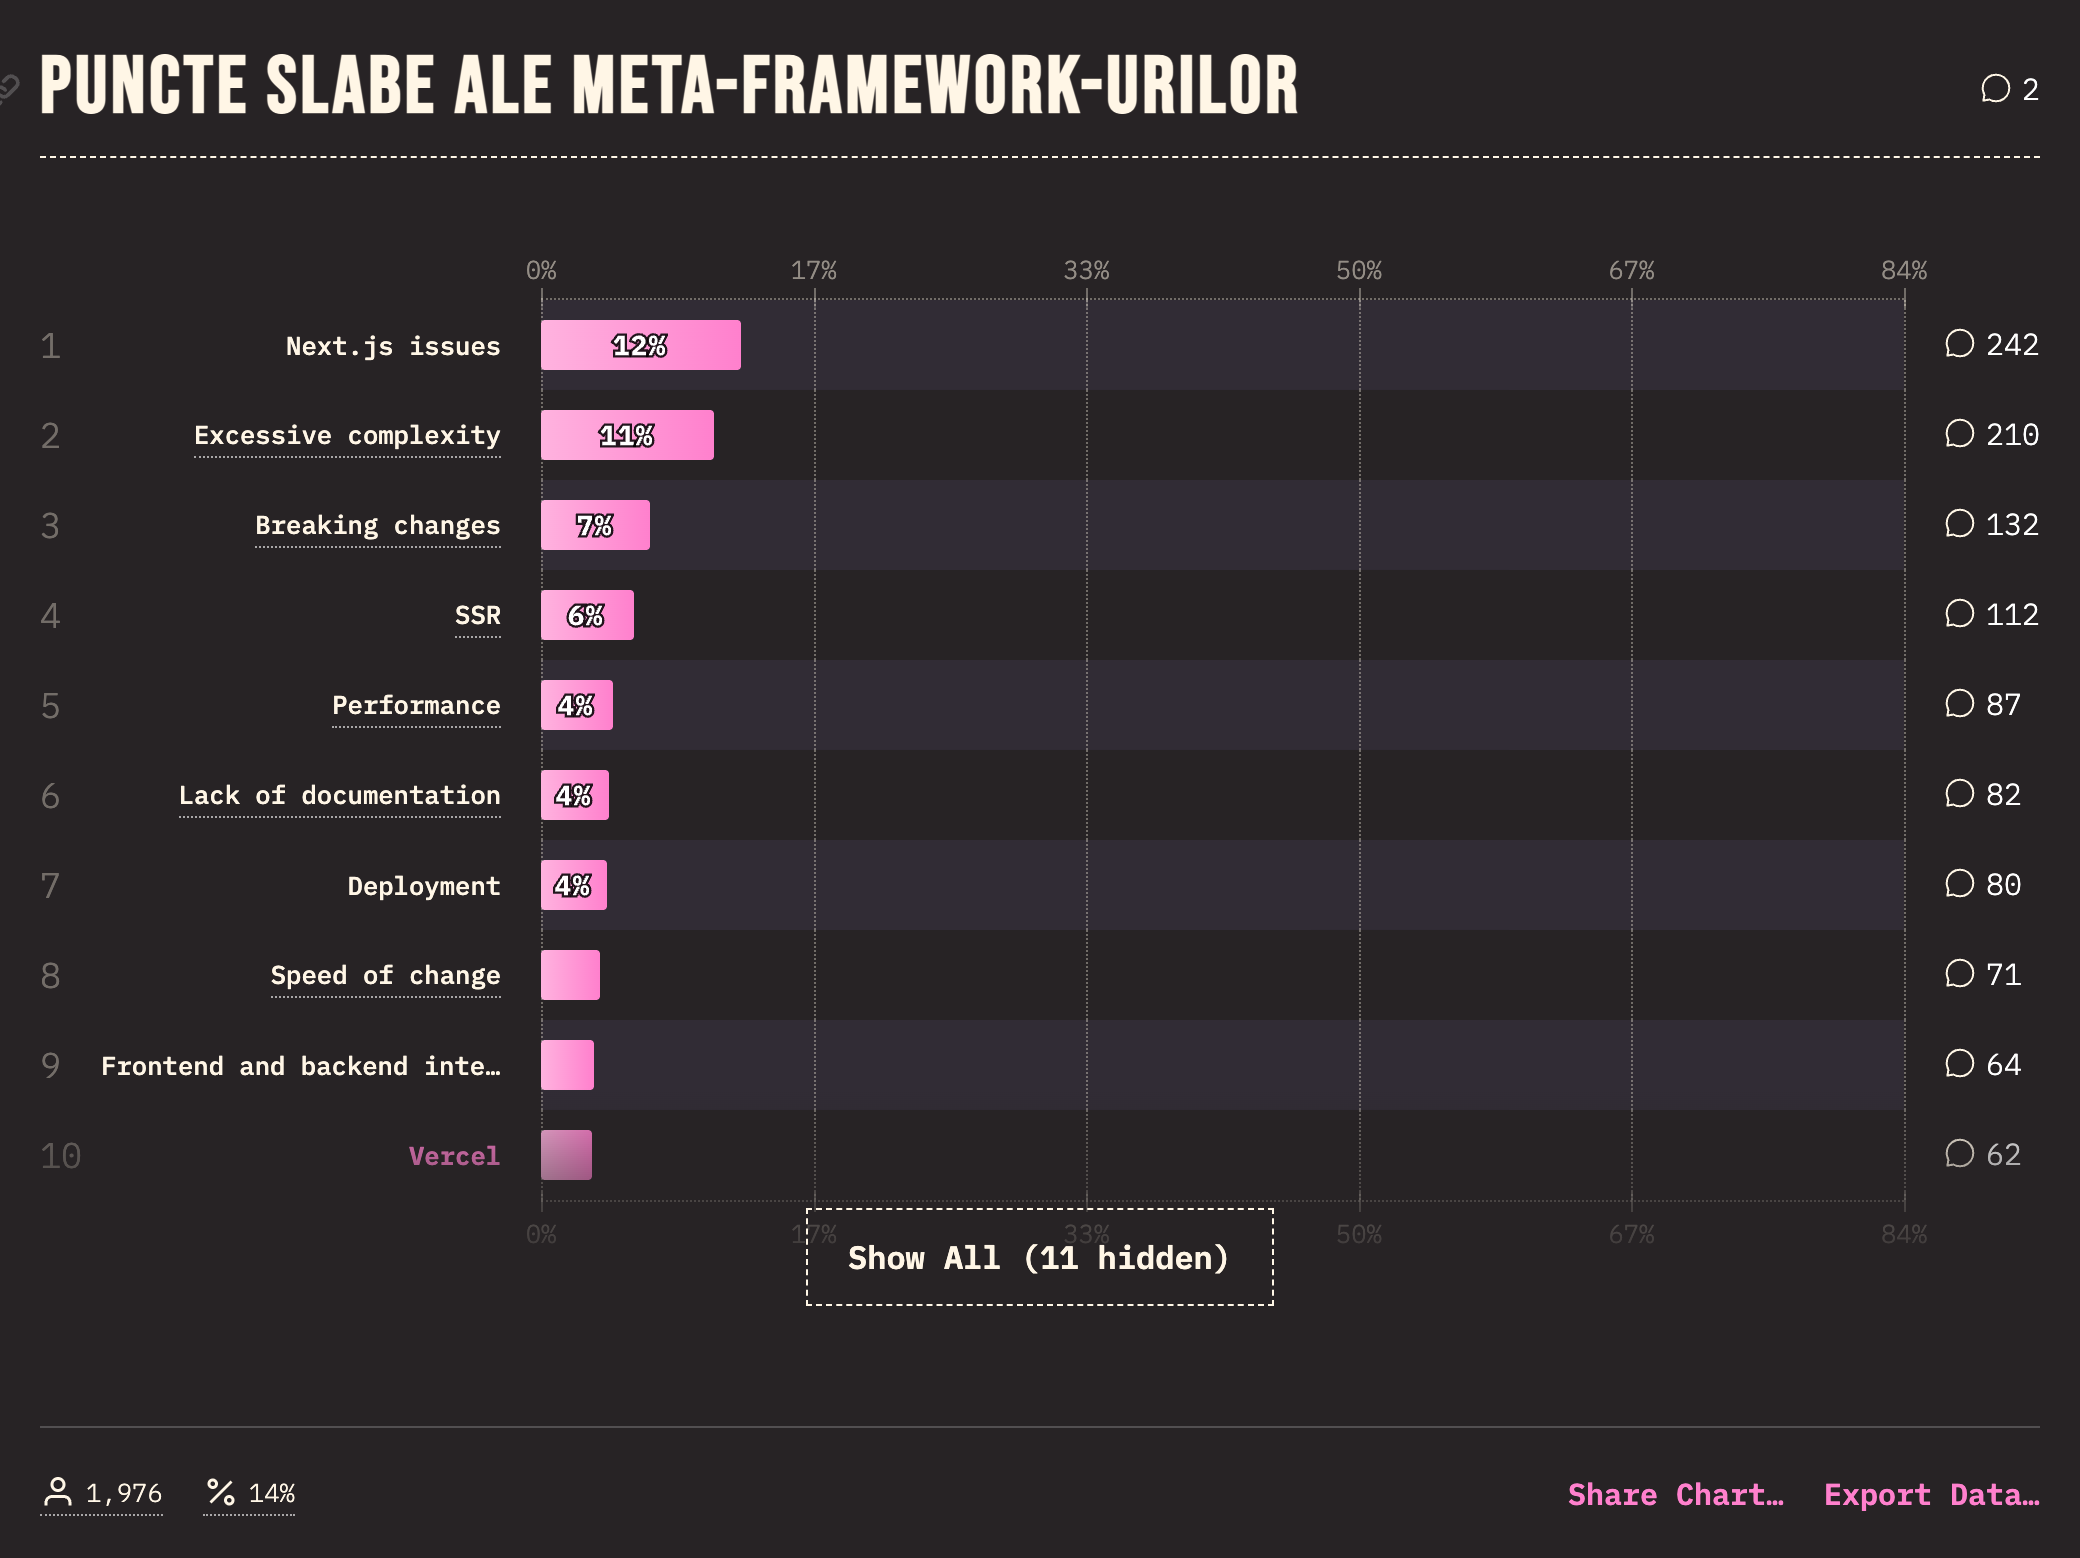 PUNCTE SLABE ALE META-FRAMEWORK-URILOR 2
0% 17% 33% 50% 67% 84%
1 Next.js issues 12% 242
2 Excessive complexity 11% 210
3 Breaking changes 7% 132
4 SSR 6% 112
5 Performance 4% 87
6 Lack of documentation 4% 82
7 Deployment 4% 80
8 Speed of change 71
9 Frontend and backend inte… 64
10 Vercel 62
0% 17% 33% 50% 67% 84%
Show All (11 hidden)
1,976 14% Share Chart… Export Data…